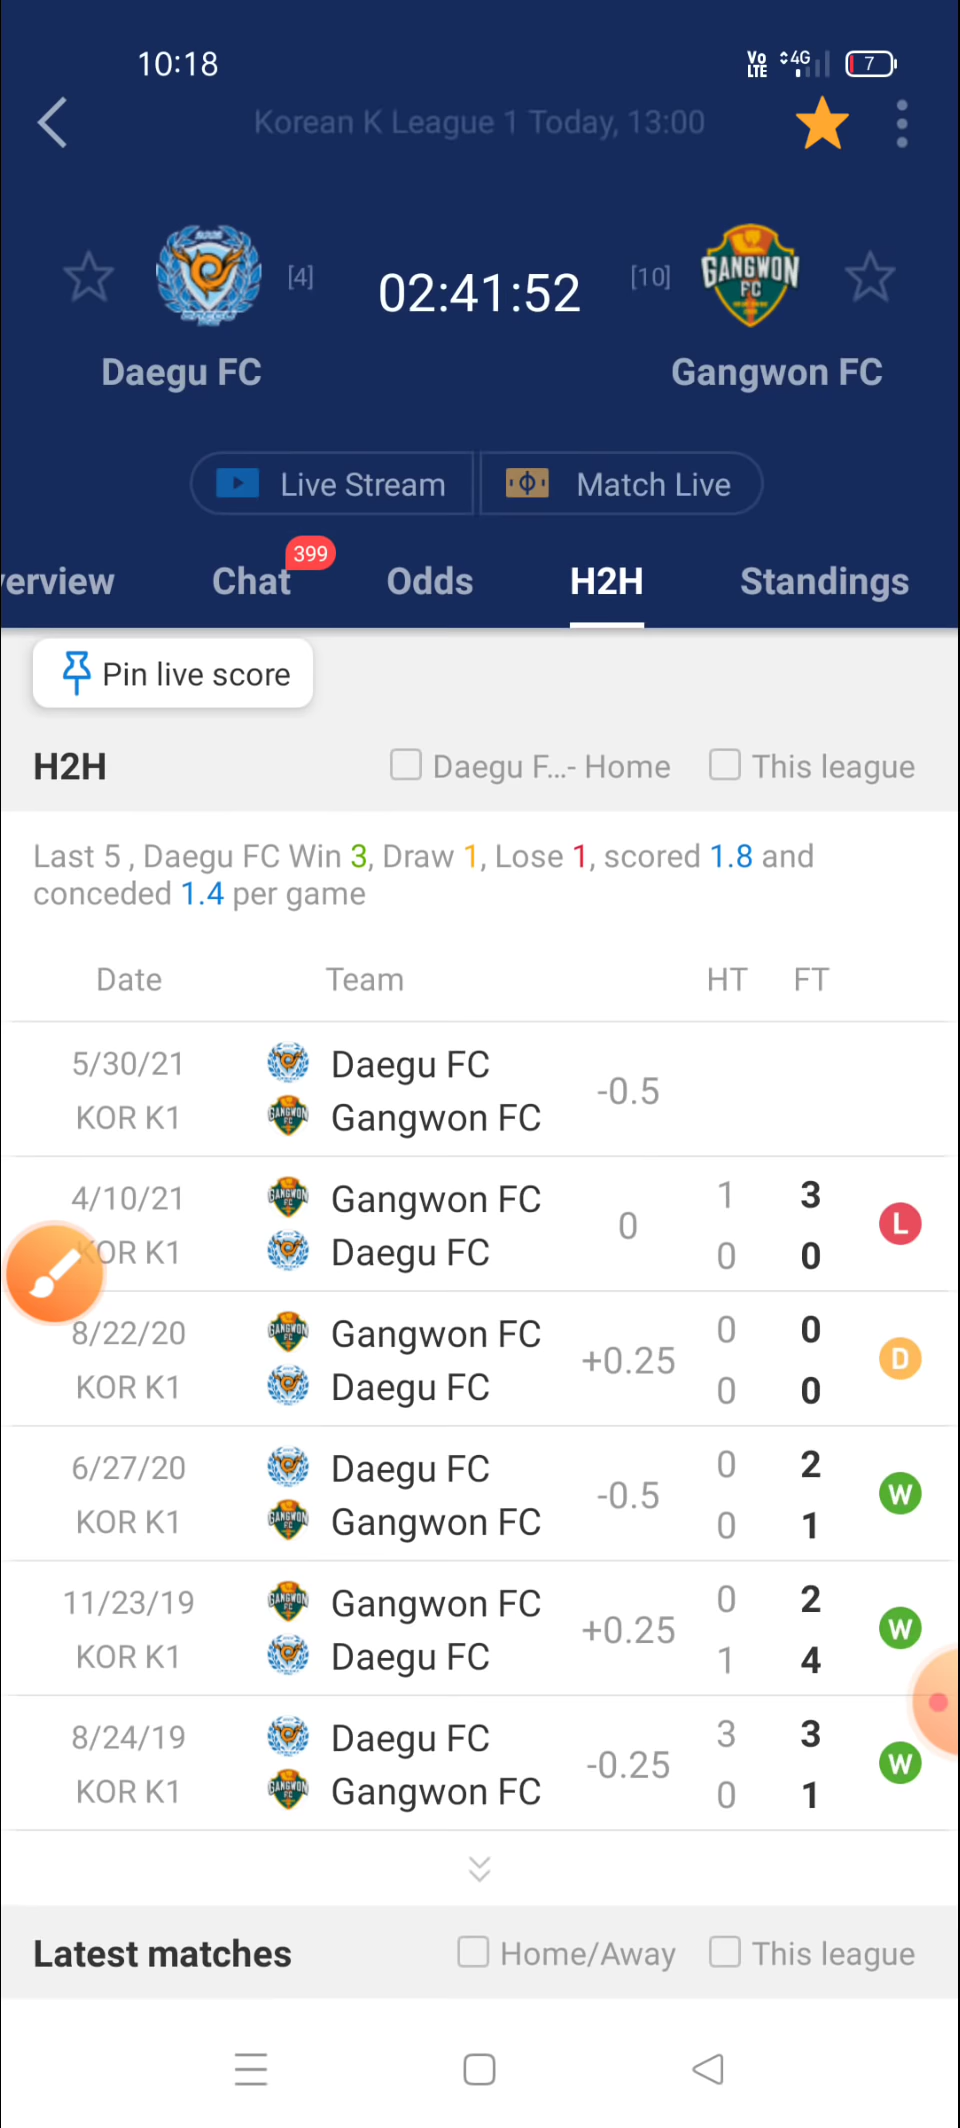 10:18
Vo LTE 4G 7
Korean K League 1 Today, 13:00
[4] 02:41:52 [10]
GANGWON FC
Daegu FC Gangwon FC
Live Stream Match Live
verview Chat 399 Odds H2H Standings
Pin live score
H2H Daegu F...- Home This league
Last 5 , Daegu FC Win 3, Draw 1, Lose 1, scored 1.8 and
conceded 1.4 per game
Date Team HT FT
5/30/21 Daegu FC
-0.5
KOR K1 Gangwon FC
4/10/21 Gangwon FC 1 3
0 L
KOR K1 Daegu FC 0 0
8/22/20 Gangwon FC 0 0
+0.25 D
KOR K1 Daegu FC 0 0
6/27/20 Daegu FC 0 2
-0.5 W
KOR K1 Gangwon FC 0 1
11/23/19 Gangwon FC 0 2
+0.25 W
KOR K1 Daegu FC 1 4
8/24/19 Daegu FC 3 3
-0.25 W
KOR K1 Gangwon FC 0 1
Latest matches Home/Away This league